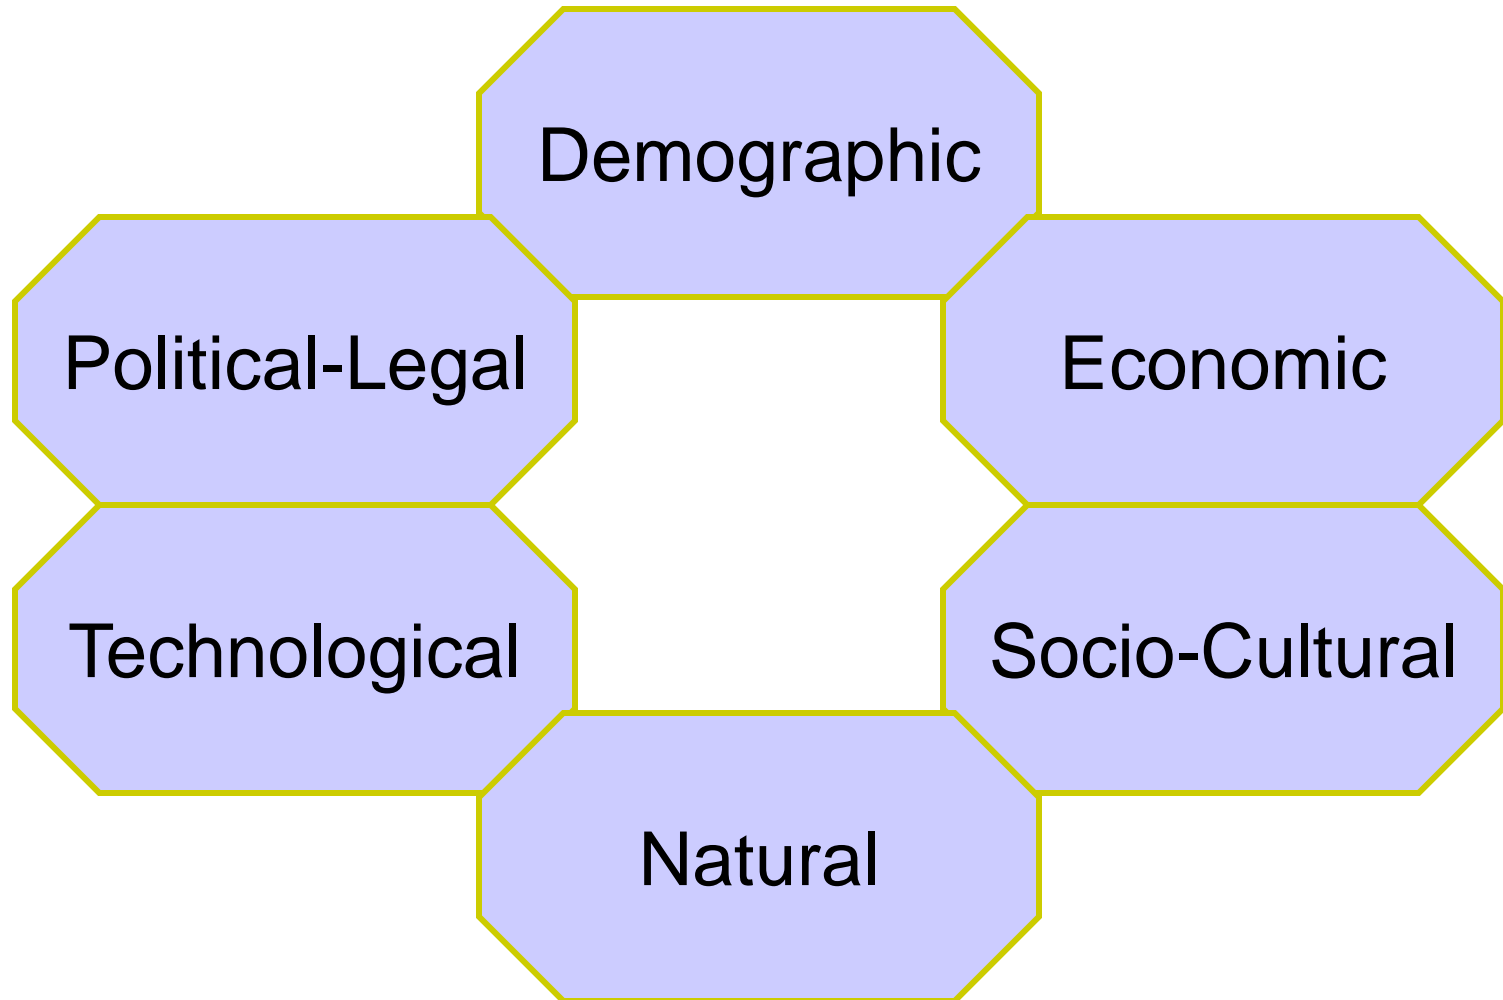 Demographic
Political-Legal
Economic
Technological
Socio-Cultural
Natural